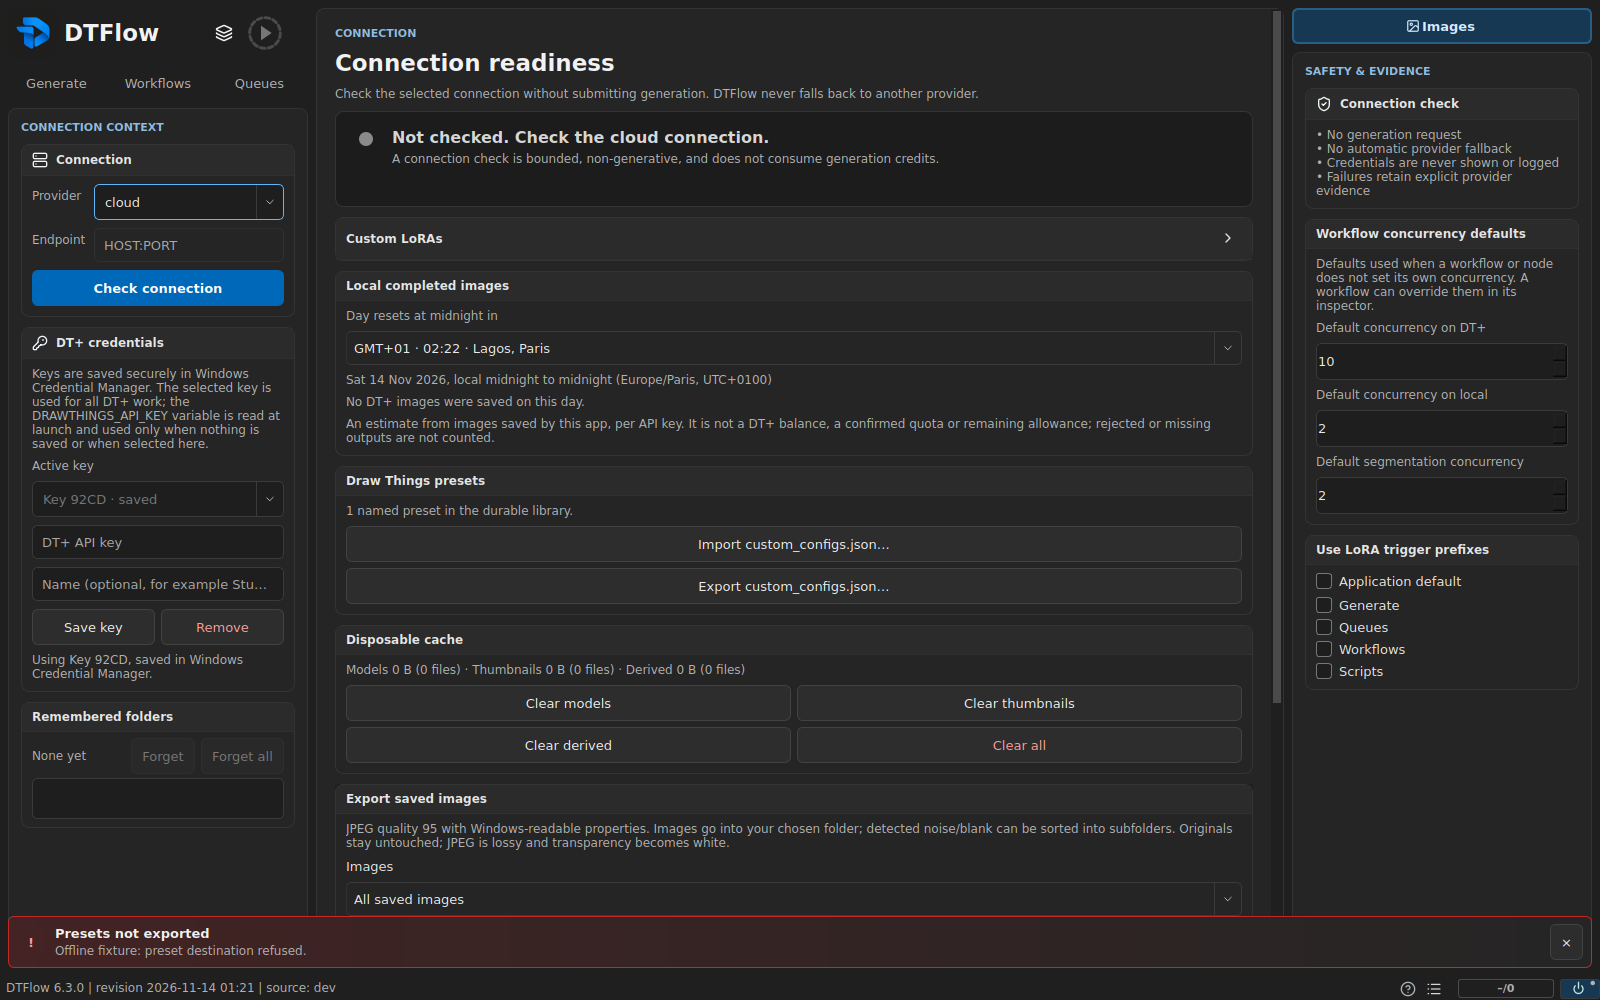 DTFlow
Generate
Workflows
Queues
CONNECTION CONTEXT
Connection
Provider
cloud
Endpoint
HOST:PORT
Check connection
DT+ credentials
Keys are saved securely in Windows
Credential Manager. The selected key is
used for all DT+ work; the
DRAWTHINGS_API_KEY variable is read at
launch and used only when nothing is
saved or when selected here.
Active key
Key 92CD · saved
DT+ API key
Name (optional, for example Stu...
Save key
Remove
Using Key 92CD, saved in Windows
Credential Manager.
Remembered folders
None yet
Forget
Forget all
CONNECTION
Connection readiness
Check the selected connection without submitting generation. DTFlow never falls back to another provider.
Not checked. Check the cloud connection.
A connection check is bounded, non-generative, and does not consume generation credits.
Custom LoRAs
Local completed images
Day resets at midnight in
GMT+01 · 02:22 · Lagos, Paris
Sat 14 Nov 2026, local midnight to midnight (Europe/Paris, UTC+0100)
No DT+ images were saved on this day.
An estimate from images saved by this app, per API key. It is not a DT+ balance, a confirmed quota or remaining allowance; rejected or missing
outputs are not counted.
Draw Things presets
1 named preset in the durable library.
Import custom_configs.json...
Export custom_configs.json...
Disposable cache
Models 0 B (0 files) · Thumbnails 0 B (0 files) · Derived 0 B (0 files)
Clear models
Clear thumbnails
Clear derived
Clear all
Export saved images
JPEG quality 95 with Windows-readable properties. Images go into your chosen folder; detected noise/blank can be sorted into subfolders. Originals
stay untouched; JPEG is lossy and transparency becomes white.
Images
All saved images
Images
SAFETY & EVIDENCE
Connection check
• No generation request
• No automatic provider fallback
• Credentials are never shown or logged
• Failures retain explicit provider
evidence
Workflow concurrency defaults
Defaults used when a workflow or node
does not set its own concurrency. A
workflow can override them in its
inspector.
Default concurrency on DT+
10
Default concurrency on local
2
Default segmentation concurrency
2
Use LoRA trigger prefixes
Application default
Generate
Queues
Workflows
Scripts
!
Presets not exported
Offline fixture: preset destination refused.
×
DTFlow 6.3.0 | revision 2026-11-14 01:21 | source: dev
–/0